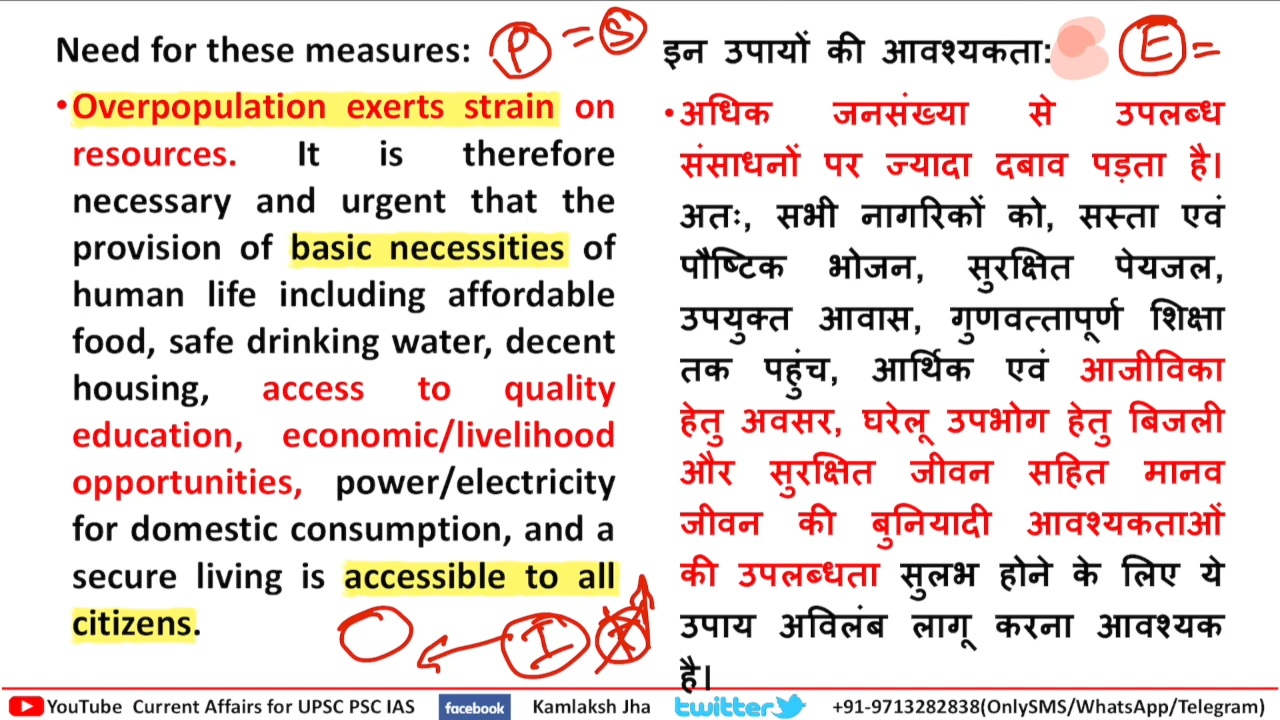 Need for these measures: P = S
•Overpopulation exerts strain on
resources. It is therefore
necessary and urgent that the
provision of basic necessities of
human life including affordable
food, safe drinking water, decent
housing, access to quality
education, economic/livelihood
opportunities, power/electricity
for domestic consumption, and a
secure living is accessible to all
citizens.
I
इन उपायों की आवश्यकता: E =
•अधिक जनसंख्या से उपलब्ध
संसाधनों पर ज्यादा दबाव पड़ता है।
अतः, सभी नागरिकों को, सस्ता एवं
पौष्टिक भोजन, सुरक्षित पेयजल,
उपयुक्त आवास, गुणवत्तापूर्ण शिक्षा
तक पहुंच, आर्थिक एवं आजीविका
हेतु अवसर, घरेलू उपभोग हेतु बिजली
और सुरक्षित जीवन सहित मानव
जीवन की बुनियादी आवश्यकताओं
की उपलब्धता सुलभ होने के लिए ये
उपाय अविलंब लागू करना आवश्यक
है।
YouTube Current Affairs for UPSC PSC IAS facebook Kamlaksh Jha twitter +91-9713282838(OnlySMS/WhatsApp/Telegram)